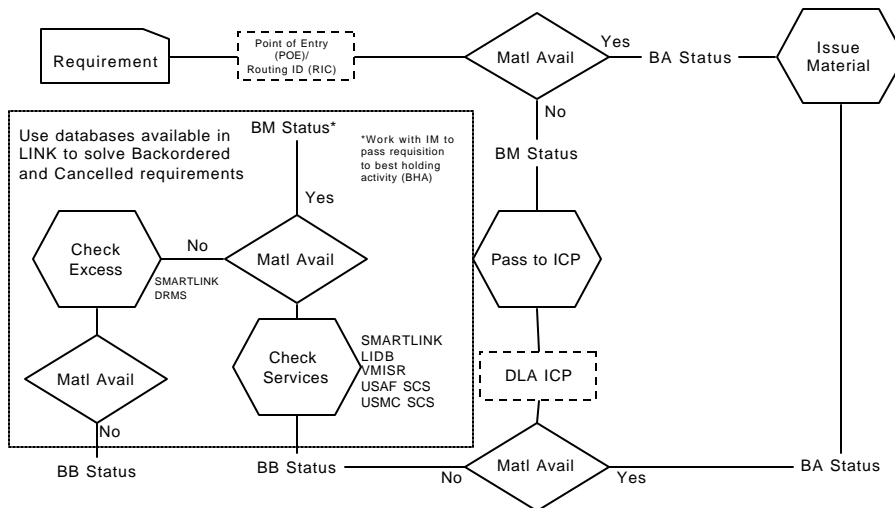 Requirement
Point of Entry
(POE)/
Routing ID (RIC)
Matl Avail
Yes
BA Status
Issue
Material
No
BM Status
Pass to ICP
DLA ICP
Matl Avail
Yes
BA Status
No
BB Status
Use databases available in
LINK to solve Backordered
and Cancelled requirements
BM Status*
*Work with IM to
pass requisition
to best holding
activity (BHA)
Yes
Matl Avail
No
Check
Excess
SMARTLINK
DRMS
Check
Services
SMARTLINK
LIDB
VMISR
USAF SCS
USMC SCS
Matl Avail
No
BB Status